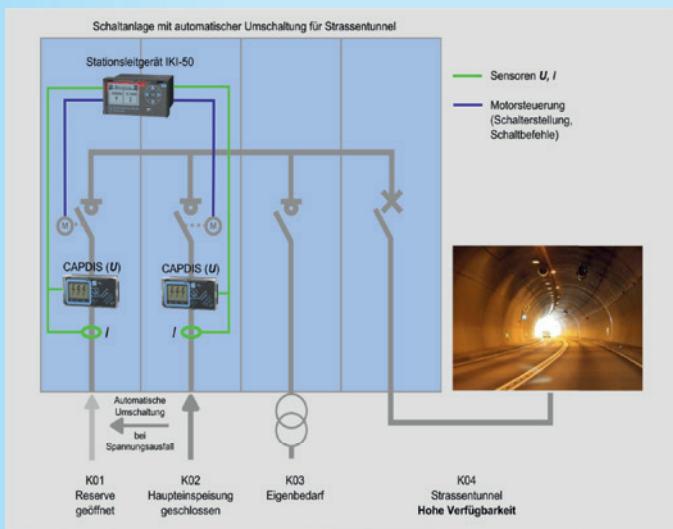 Schaltanlage mit automatischer Umschaltung für Strassentunnel
Stationsleitgerät IKI-50
Sensoren U, I
Motorsteuerung
(Schalterstellung,
Schaltbefehle)
M
M
CAPDIS (U)
CAPDIS (U)
I
I
Automatische
Umschaltung
bei
Spannungsausfall
K01
Reserve
geöffnet
K02
Haupteinspeisung
geschlossen
K03
Eigenbedarf
K04
Strassentunnel
Hohe Verfügbarkeit